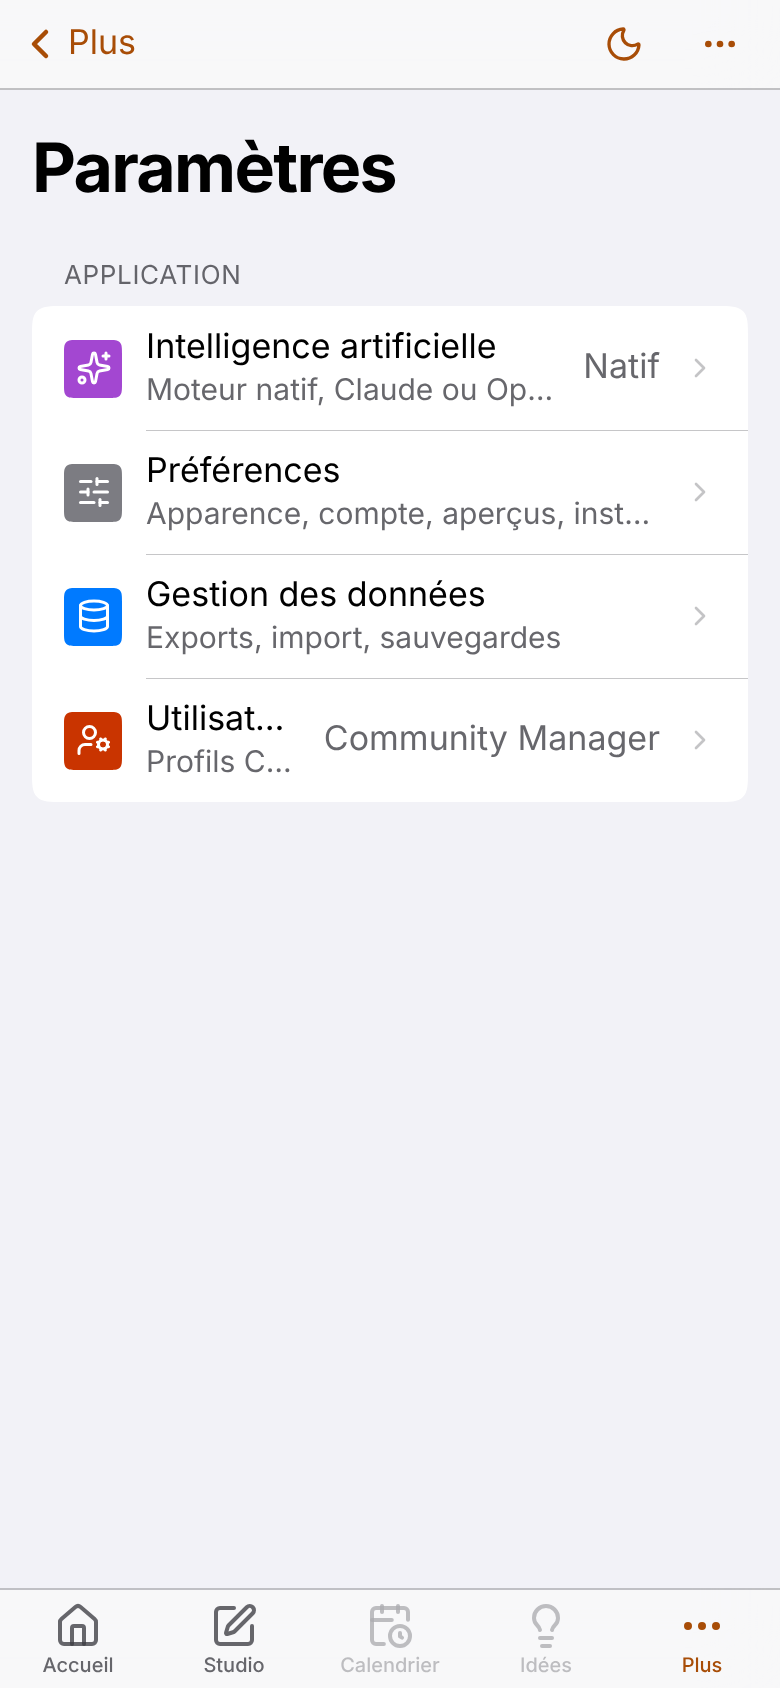 Plus
Paramètres
APPLICATION
Intelligence artificielle
Moteur natif, Claude ou Op...
Natif
Préférences
Apparence, compte, aperçus, inst...
Gestion des données
Exports, import, sauvegardes
Utilisat...
Profils C...
Community Manager
Accueil
Studio
Calendrier
Idées
Plus